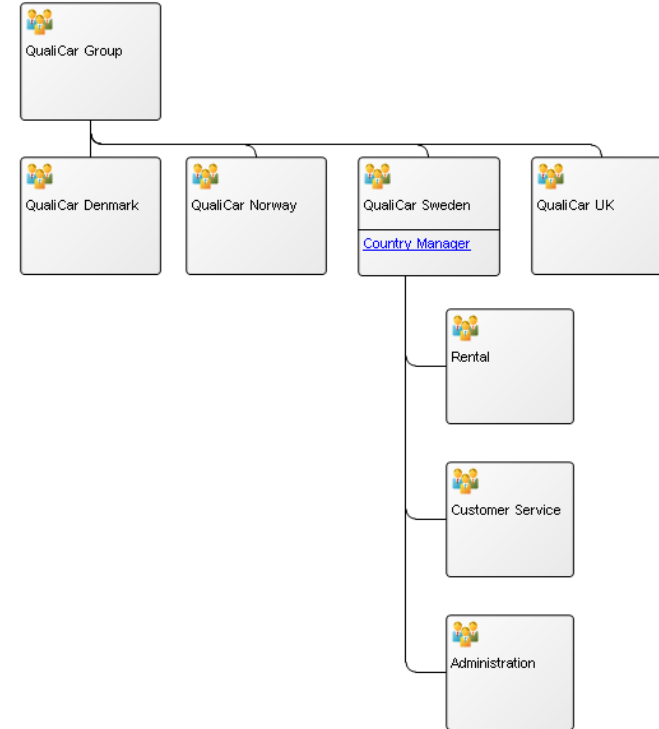 QualiCar Group
QualiCar Denmark
QualiCar Norway
QualiCar Sweden
QualiCar UK
Country Manager
Rental
Customer Service
Administration